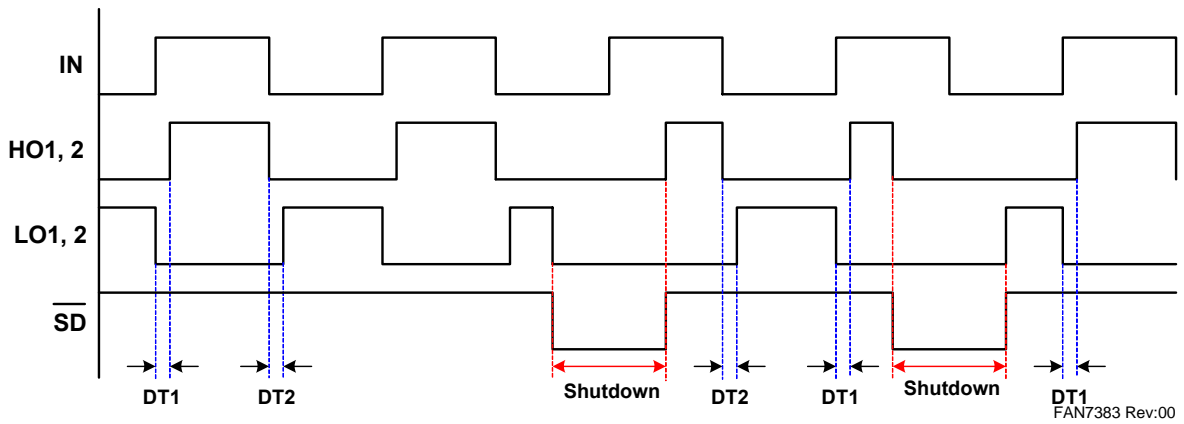 IN
HO1, 2
LO1, 2
SD
DT1 DT2 Shutdown DT2 DT1 Shutdown DT1
FAN7383 Rev:00